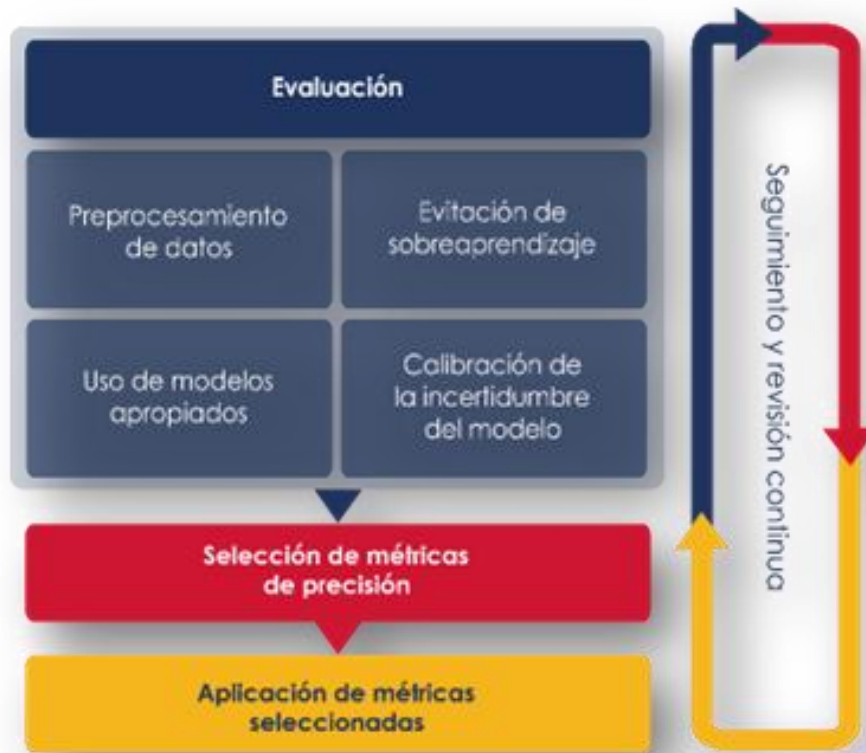 Evaluación
Preprocesamiento
de datos
Evitación de
sobreaprendizaje
Uso de modelos
apropiados
Calibración de
la incertidumbre
del modelo
Selección de métricas
de precisión
Aplicación de métricas
seleccionadas
Seguimiento y revisión continua